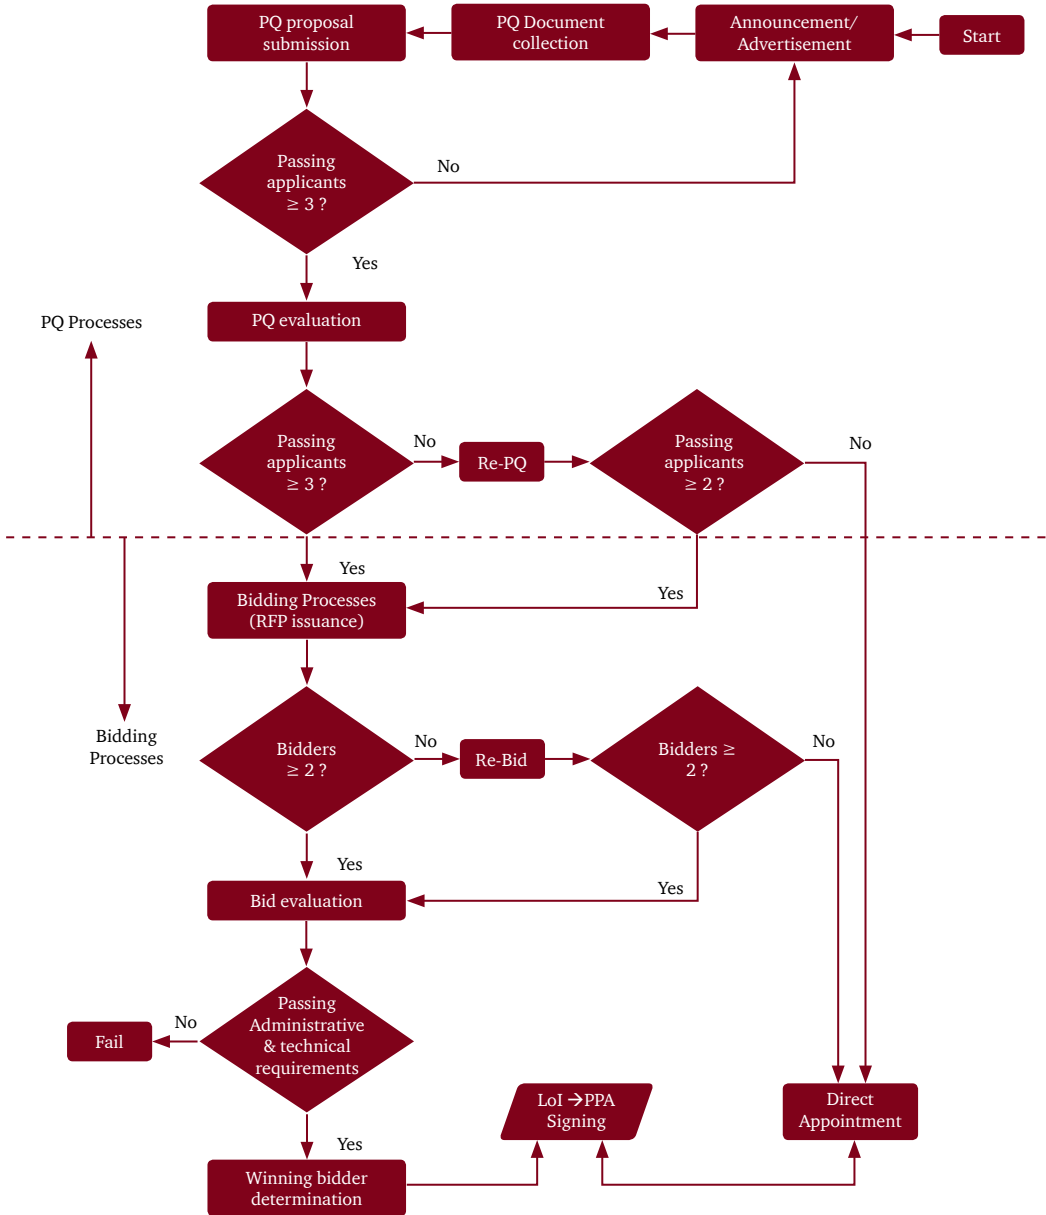 PQ proposal
submission
PQ Document
collection
Announcement/
Advertisement
Start
Passing
applicants
≥ 3 ?
No
Yes
PQ evaluation
PQ Processes
Passing
applicants
≥ 3 ?
No
Re-PQ
Passing
applicants
≥ 2 ?
No
Yes
Bidding Processes
(RFP issuance)
Yes
Bidding
Processes
Bidders
≥ 2 ?
No
Re-Bid
Bidders ≥
2 ?
No
Yes
Bid evaluation
Yes
Passing
Administrative
& technical
requirements
No
Fail
Yes
LoI →PPA
Signing
Direct
Appointment
Winning bidder
determination